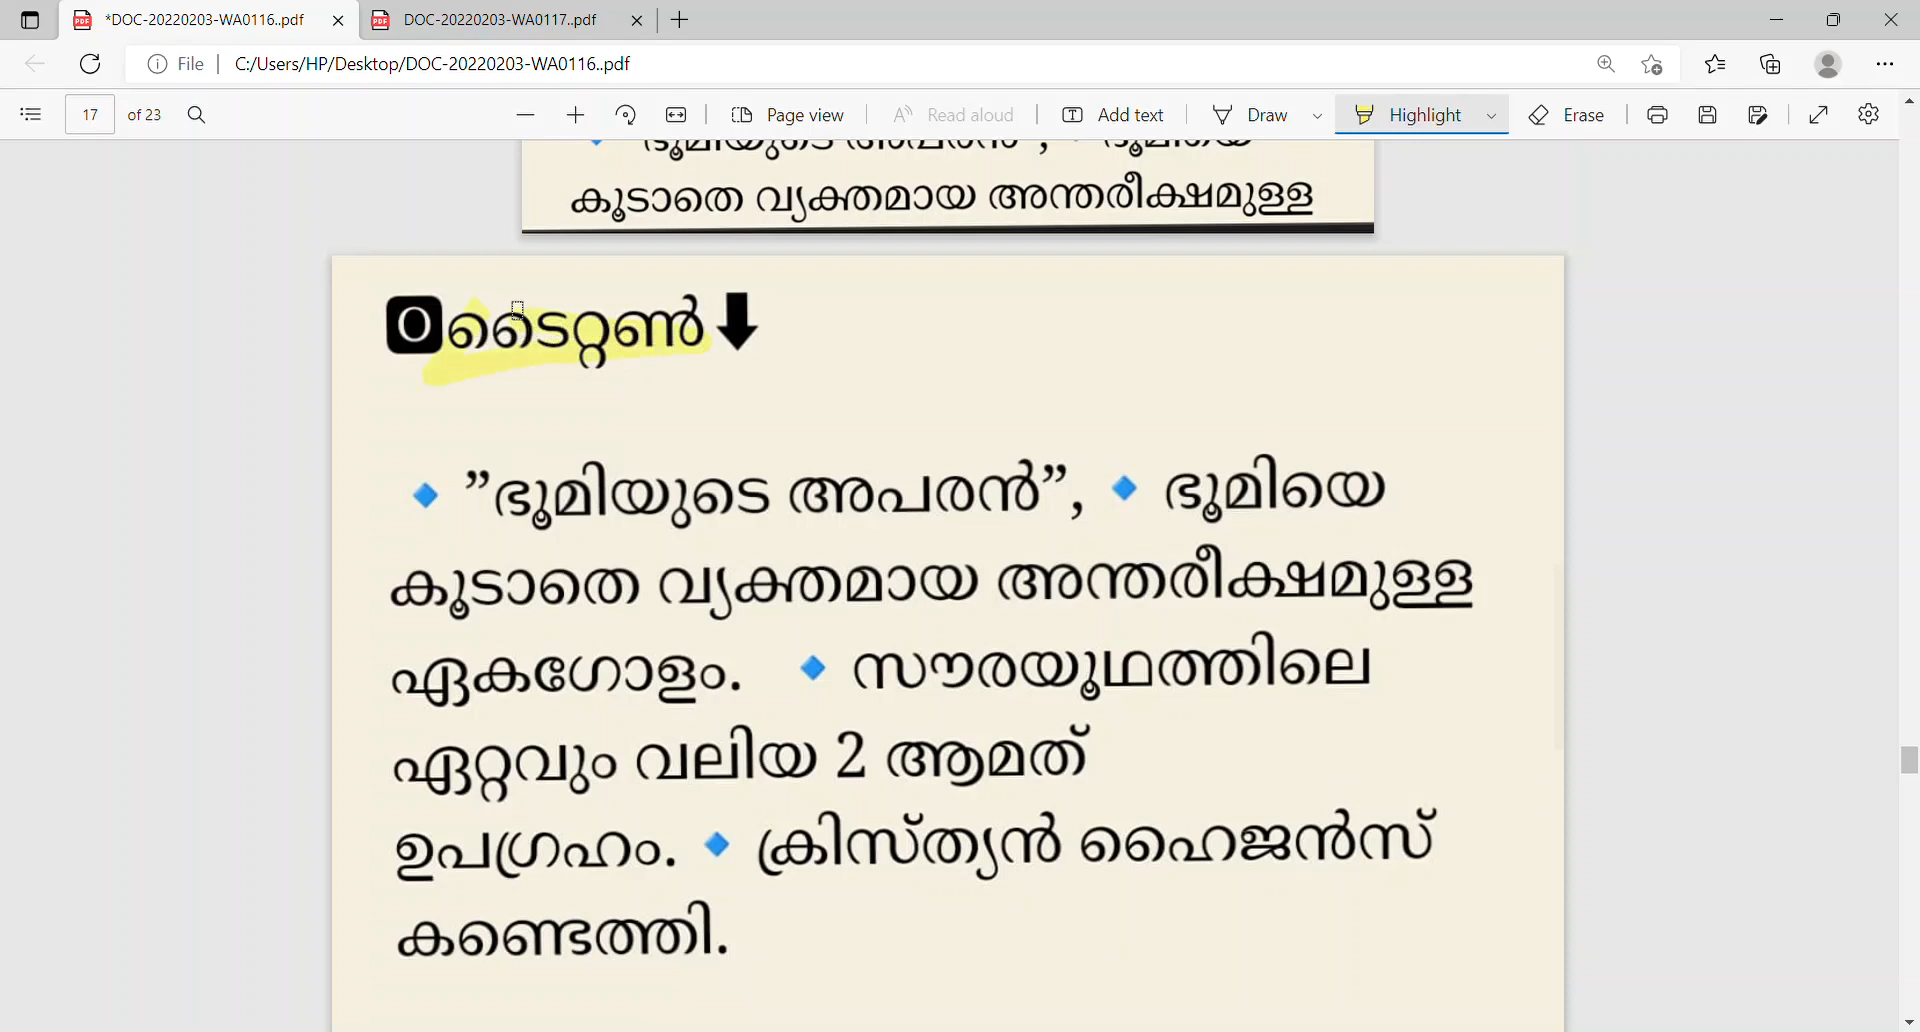 *DOC-20220203-WA0116..pdf
DOC-20220203-WA0117..pdf
File
C:/Users/HP/Desktop/DOC-20220203-WA0116..pdf
17 of 23
Page view
Read aloud
Add text
Draw
Highlight
Erase
ഭൂമിയുടെ അപരൻ”, ഭൂമിയെ
കൂടാതെ വ്യക്തമായ അന്തരീക്ഷമുള്ള
O ടൈറ്റൺ
”ഭൂമിയുടെ അപരൻ”, ഭൂമിയെ
കൂടാതെ വ്യക്തമായ അന്തരീക്ഷമുള്ള
ഏകഗോളം. സൗരയൂഥത്തിലെ
ഏറ്റവും വലിയ 2 ആമത്
ഉപഗ്രഹം. ക്രിസ്ത്യൻ ഹൈജൻസ്
കണ്ടെത്തി.